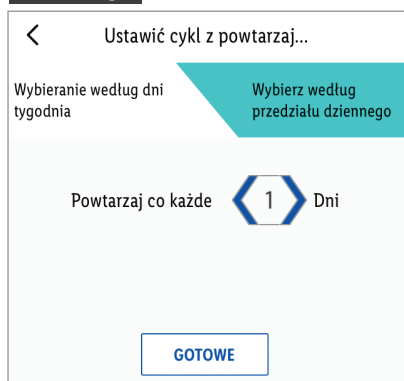 Ustawić cykl z powtarzaj...
Wybieranie według dni
tygodnia
Wybierz według
przedziału dziennego
Powtarzaj co każde 1 Dni
GOTOWE